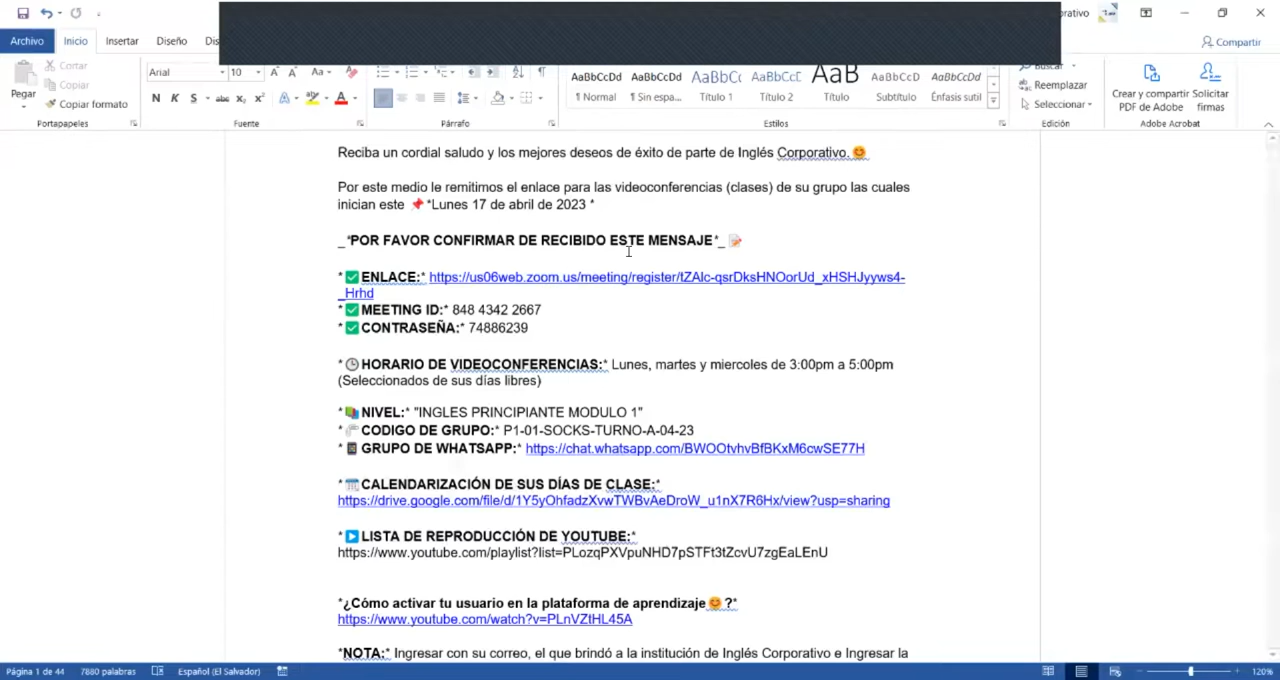 orativo
Archivo Inicio Insertar Diseño Dis
Compartir
Pegar
Cortar
Copiar
Copiar formato
Portapapeles
Arial 10
N K S abc x₂ x²
Fuente
Párrafo
AaBbCcDd AaBbCcDd AaBbCc AaBbCcC AaB AaBbCcD AaBbCcDd
¶ Normal ¶ Sin espa... Título 1 Título 2 Título Subtítulo Énfasis sutil
Estilos
Buscar
Reemplazar
Seleccionar
Edición
Crear y compartir PDF de Adobe
Solicitar firmas
Adobe Acrobat
Reciba un cordial saludo y los mejores deseos de éxito de parte de Inglés Corporativo.😊
Por este medio le remitimos el enlace para las videoconferencias (clases) de su grupo las cuales
inician este 📌*Lunes 17 de abril de 2023 *
_*POR FAVOR CONFIRMAR DE RECIBIDO ESTE MENSAJE*_ 📝
*✅ENLACE:* https://us06web.zoom.us/meeting/register/tZAlc-qsrDksHNOorUd_xHSHJyyws4-
_Hrhd
*✅MEETING ID:* 848 4342 2667
*✅CONTRASEÑA:* 74886239
*🕒HORARIO DE VIDEOCONFERENCIAS:* Lunes, martes y miercoles de 3:00pm a 5:00pm
(Seleccionados de sus días libres)
*📚NIVEL:* "INGLES PRINCIPIANTE MODULO 1"
*CODIGO DE GRUPO:* P1-01-SOCKS-TURNO-A-04-23
*📱GRUPO DE WHATSAPP:* https://chat.whatsapp.com/BWOOtvhvBfBKxM6cwSE77H
*📅CALENDARIZACIÓN DE SUS DÍAS DE CLASE:*
https://drive.google.com/file/d/1Y5yOhfadzXvwTWBvAeDroW_u1nX7R6Hx/view?usp=sharing
*▶LISTA DE REPRODUCCIÓN DE YOUTUBE:*
https://www.youtube.com/playlist?list=PLozqPXVpuNHD7pSTFt3tZcvU7zgEaLEnU
*¿Cómo activar tu usuario en la plataforma de aprendizaje😊?*
https://www.youtube.com/watch?v=PLnVZtHL45A
*NOTA:* Ingresar con su correo, el que brindó a la institución de Inglés Corporativo e Ingresar la
Página 1 de 44 7880 palabras Español (El Salvador) 120%